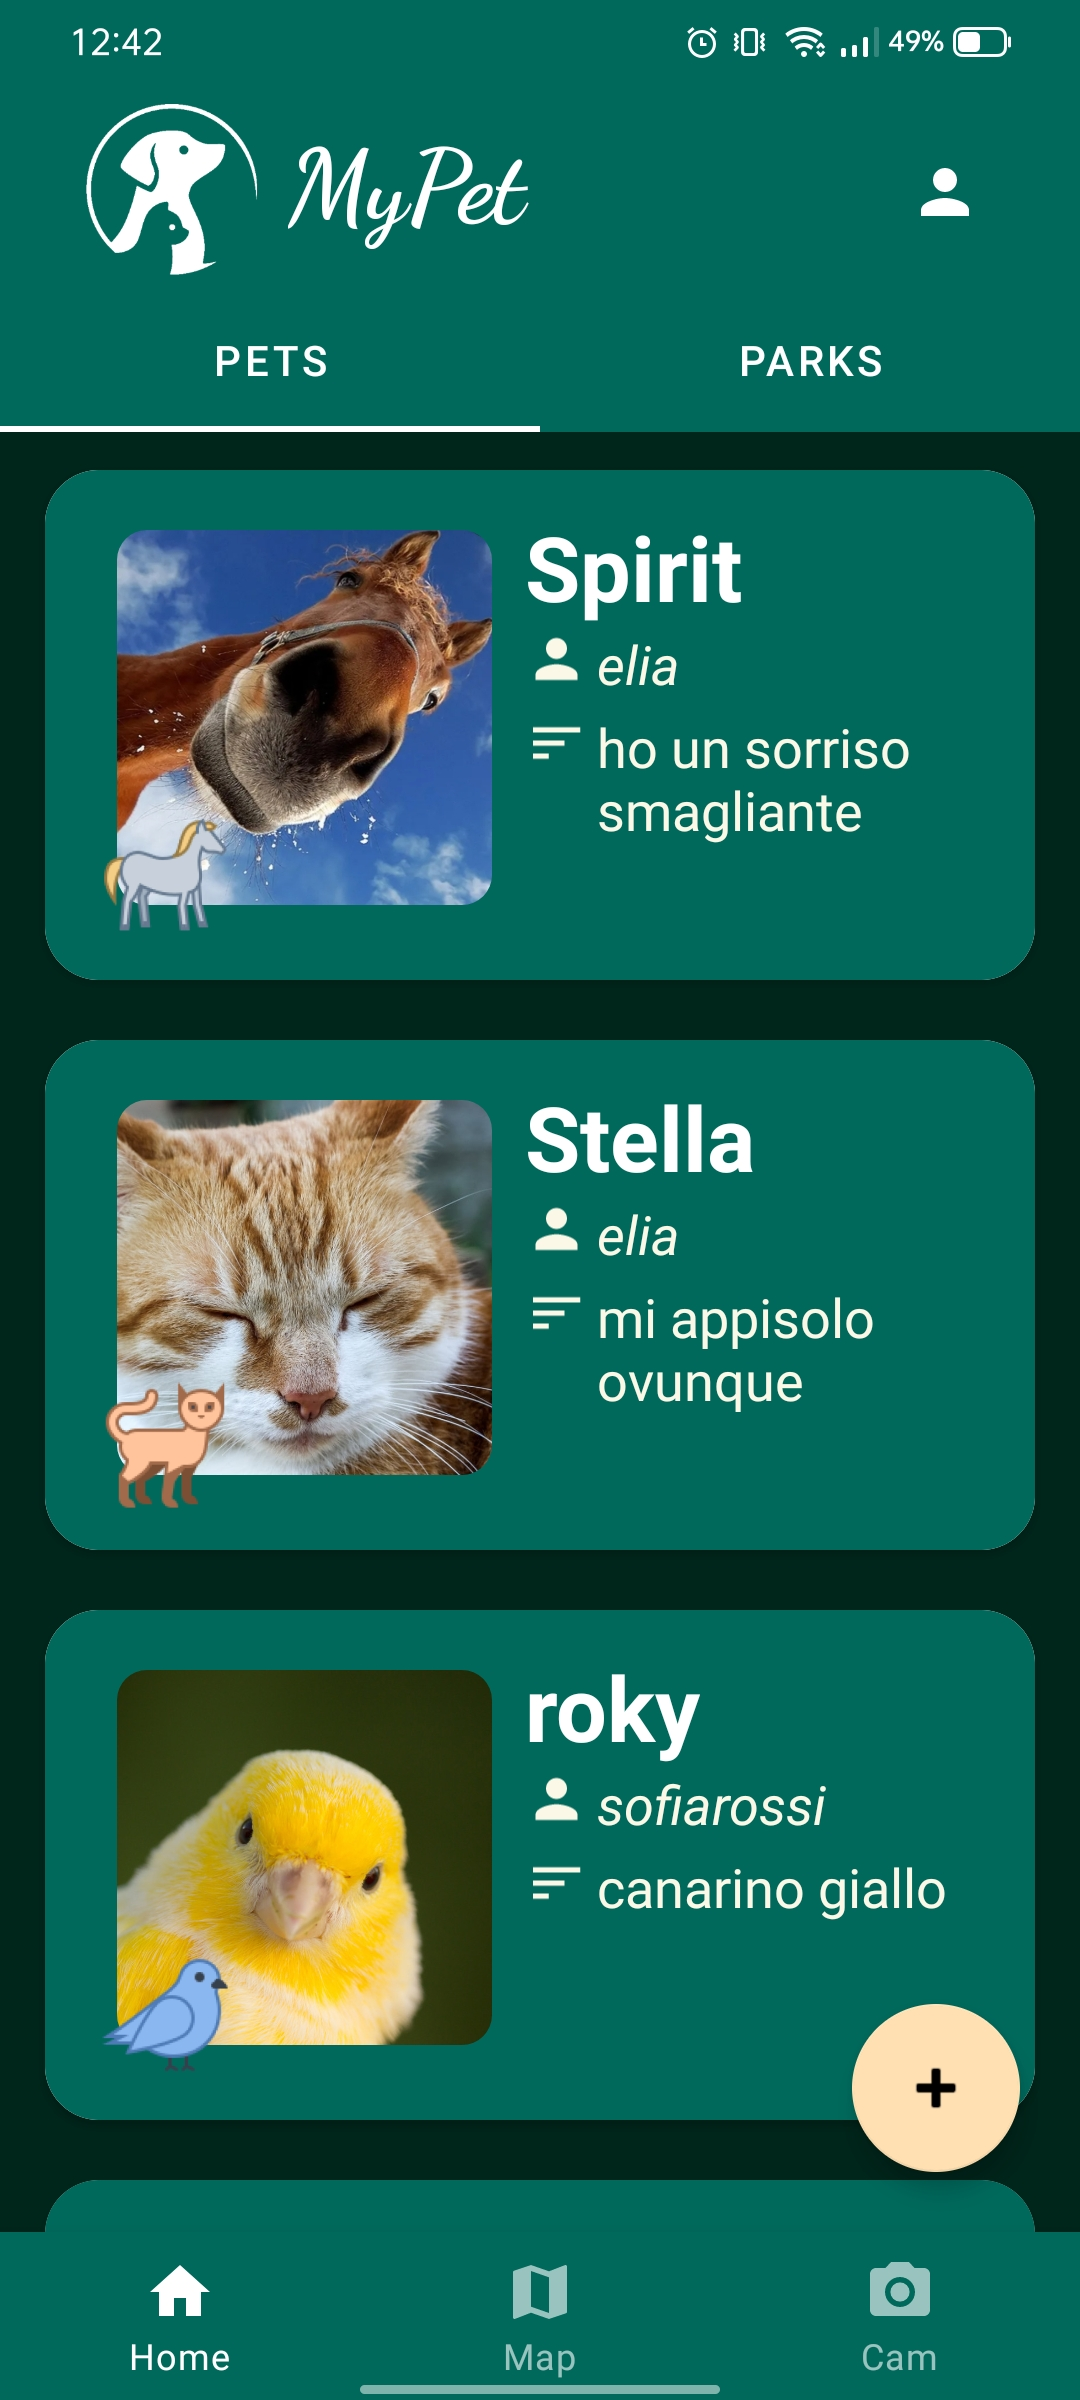 12:42
49%
MyPet
PETS
PARKS
Spirit
elia
ho un sorriso
smagliante
Stella
elia
mi appisolo
ovunque
roky
sofiarossi
canarino giallo
+
Home
Map
Cam